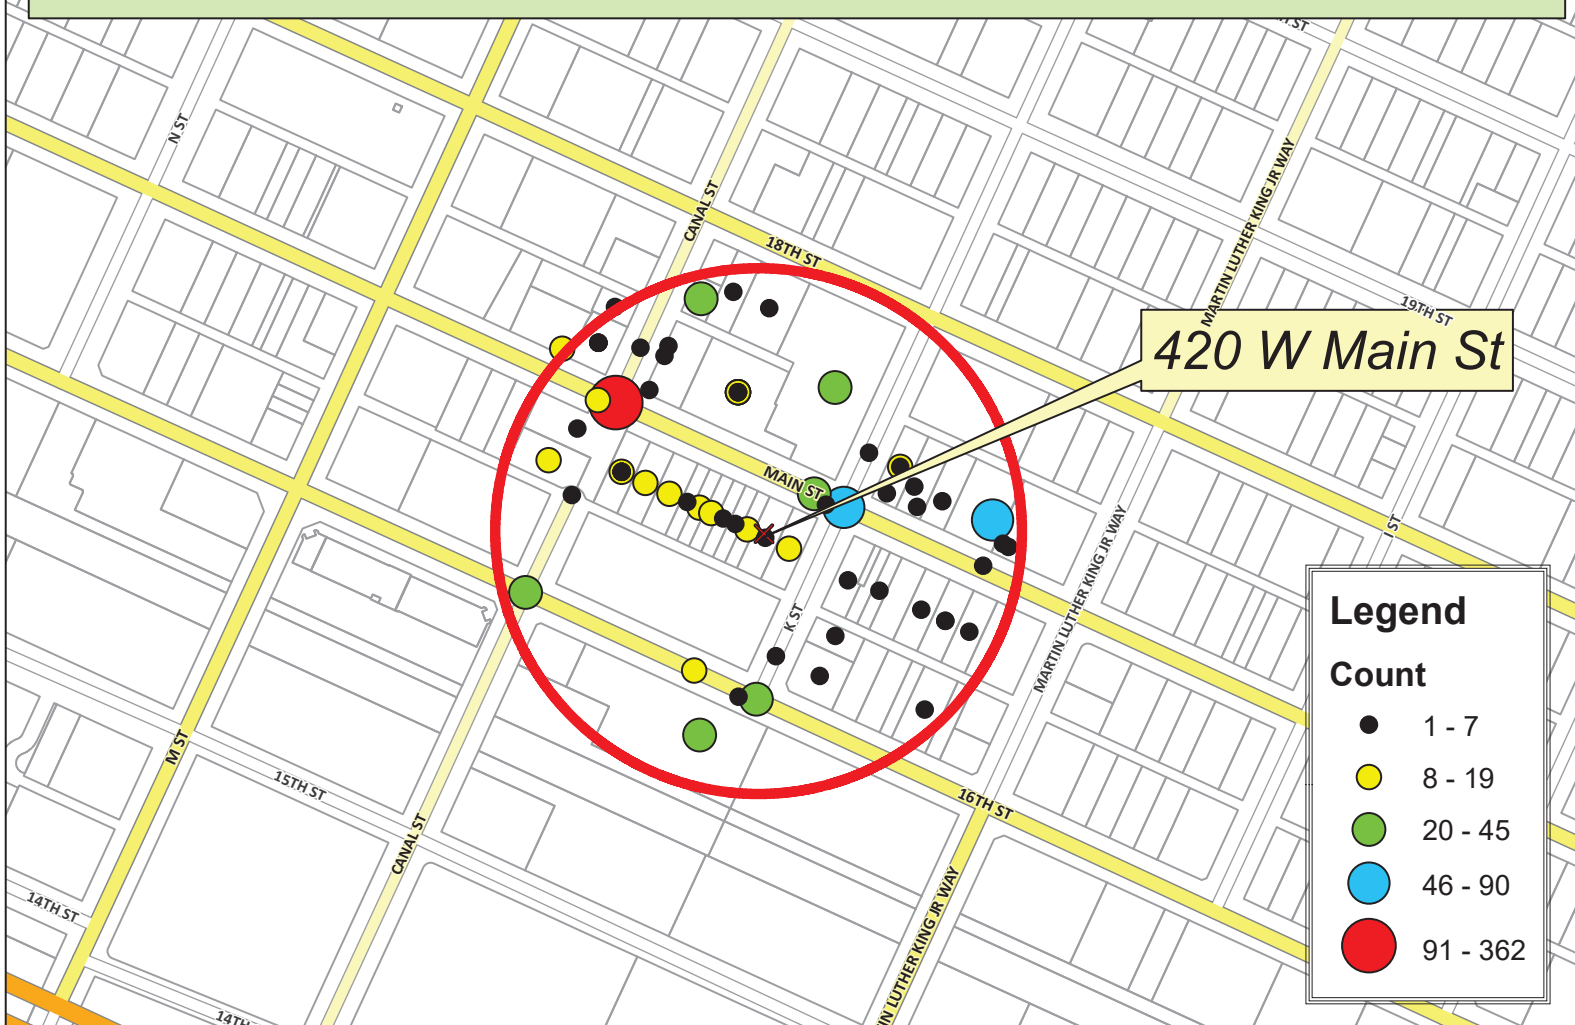 N ST
CANAL ST
18TH ST
MARTIN LUTHER KING JR WAY
19TH ST
420 W Main St
MAIN ST
K ST
MARTIN LUTHER KING JR WAY
I ST
M ST
15TH ST
CANAL ST
16TH ST
14TH ST
LUTHER KING JR WAY
Legend
Count
1 - 7
8 - 19
20 - 45
46 - 90
91 - 362